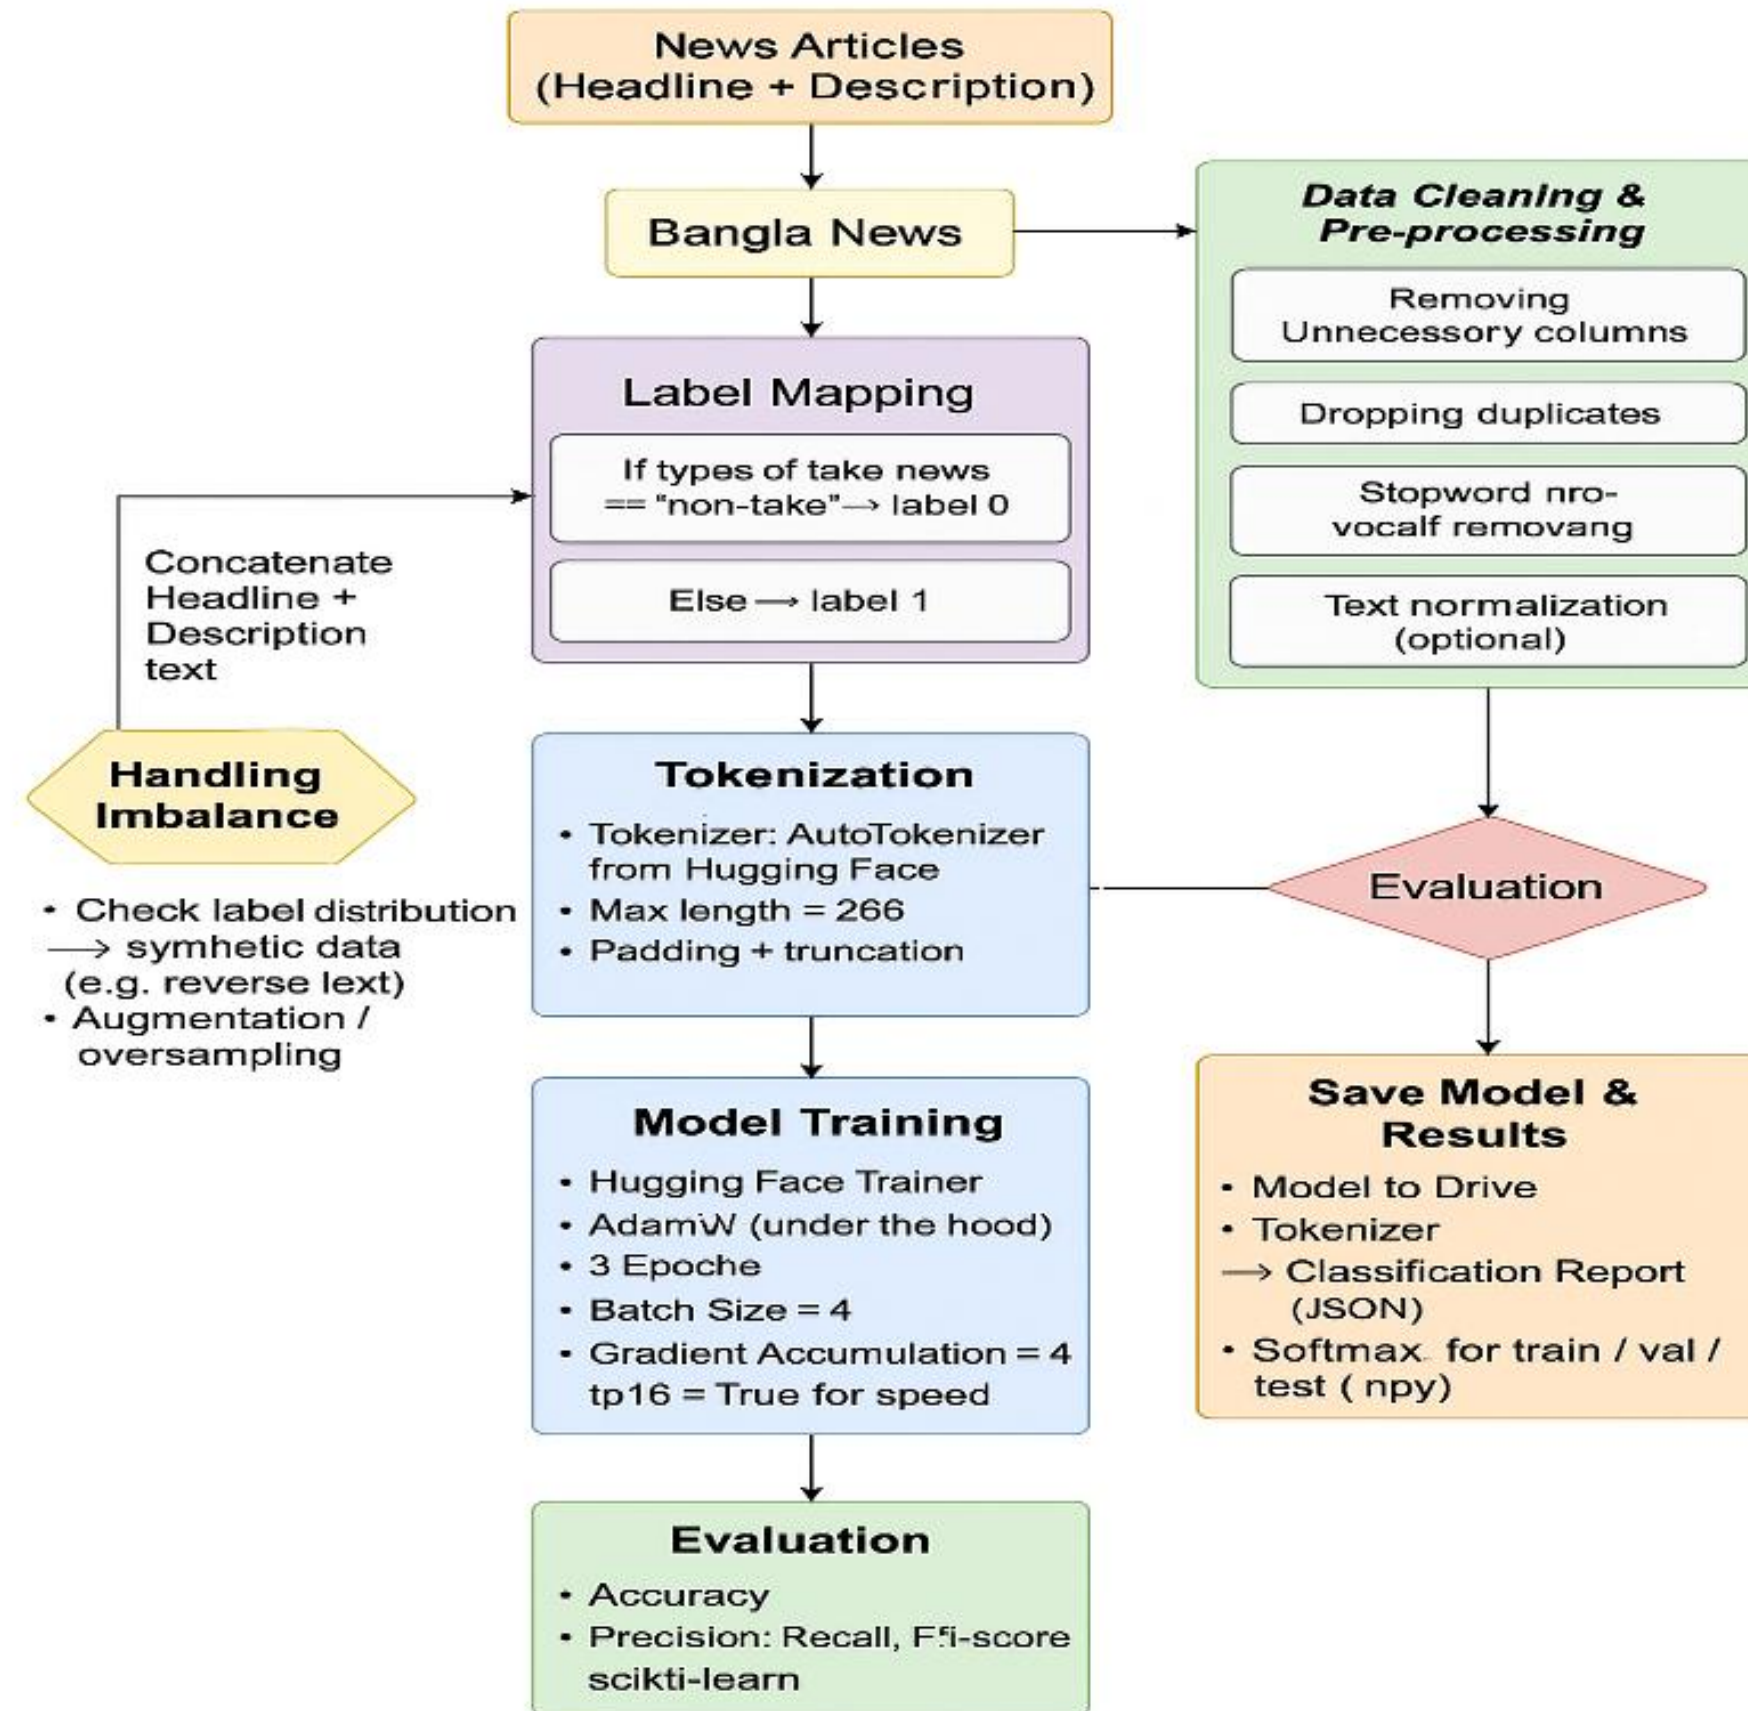 News Articles
(Headline + Description)
Bangla News
Data Cleaning &
Pre-processing
Removing
Unnecessory columns
Dropping duplicates
Stopword nro-
vocalf removang
Text normalization
(optional)
Label Mapping
If types of take news
== "non-take"→ label 0
Else → label 1
Concatenate
Headline +
Description
text
Handling
Imbalance
• Check label distribution
→ symhetic data
(e.g. reverse lext)
• Augmentation /
oversampling
Tokenization
• Tokenizer: AutoTokenizer
from Hugging Face
• Max length = 266
• Padding + truncation
Evaluation
Model Training
• Hugging Face Trainer
• AdamW (under the hood)
• 3 Epoche
• Batch Size = 4
• Gradient Accumulation = 4
tp16 = True for speed
Save Model &
Results
• Model to Drive
• Tokenizer
→ Classification Report
(JSON)
• Softmax. for train / val /
test ( npy)
Evaluation
• Accuracy
• Precision: Recall,
scikti-learn